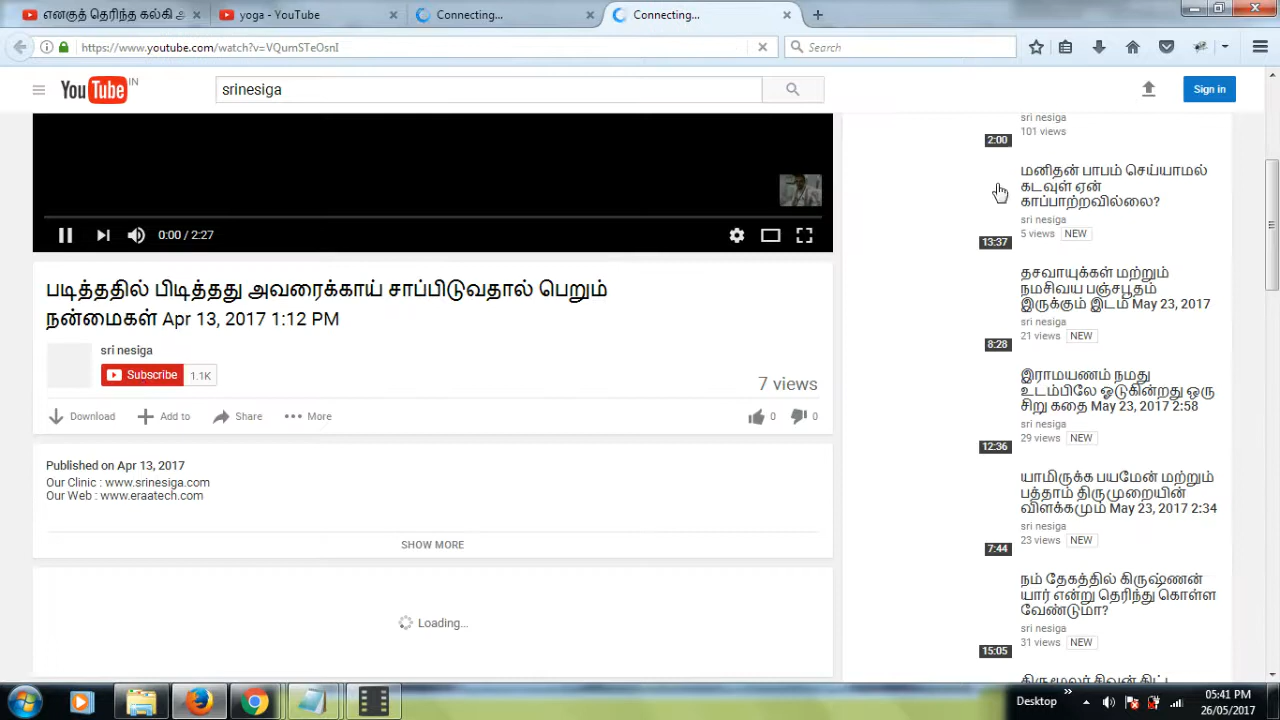 எனகுத் தெரிந்த கல்கி அ
yoga - YouTube
Connecting...
Connecting...
https://www.youtube.com/watch?v=VQumSTeOsnI
Search
YouTube IN
srinesiga
Sign in
0:00 / 2:27
படித்ததில் பிடித்தது அவரைக்காய் சாப்பிடுவதால் பெறும்
நன்மைகள் Apr 13, 2017 1:12 PM
sri nesiga
Subscribe 1.1K
7 views
Download
Add to
Share
More
0
0
Published on Apr 13, 2017
Our Clinic : www.srinesiga.com
Our Web : www.eraatech.com
SHOW MORE
Loading...
sri nesiga
101 views
2:00
மனிதன் பாபம் செய்யாமல்
கடவுள் ஏன்
காப்பாற்றவில்லை?
sri nesiga
5 views NEW
13:37
தசவாயுக்கள் மற்றும்
நமசிவய பஞ்சபூதம்
இருக்கும் இடம் May 23, 2017
sri nesiga
21 views NEW
8:28
இராமயணம் நமது
உடம்பிலே ஓடுகின்றது ஒரு
சிறு கதை May 23, 2017 2:58
sri nesiga
29 views NEW
12:36
யாமிருக்க பயமேன் மற்றும்
பத்தாம் திருமுறையின்
விளக்கமும் May 23, 2017 2:34
sri nesiga
23 views NEW
7:44
நம் தேகத்தில் கிருஷ்ணன்
யார் என்று தெரிந்து கொள்ள
வேண்டுமா?
sri nesiga
31 views NEW
15:05
திருமூலர் சிவன் கிட்ட
Desktop
05:41 PM
26/05/2017